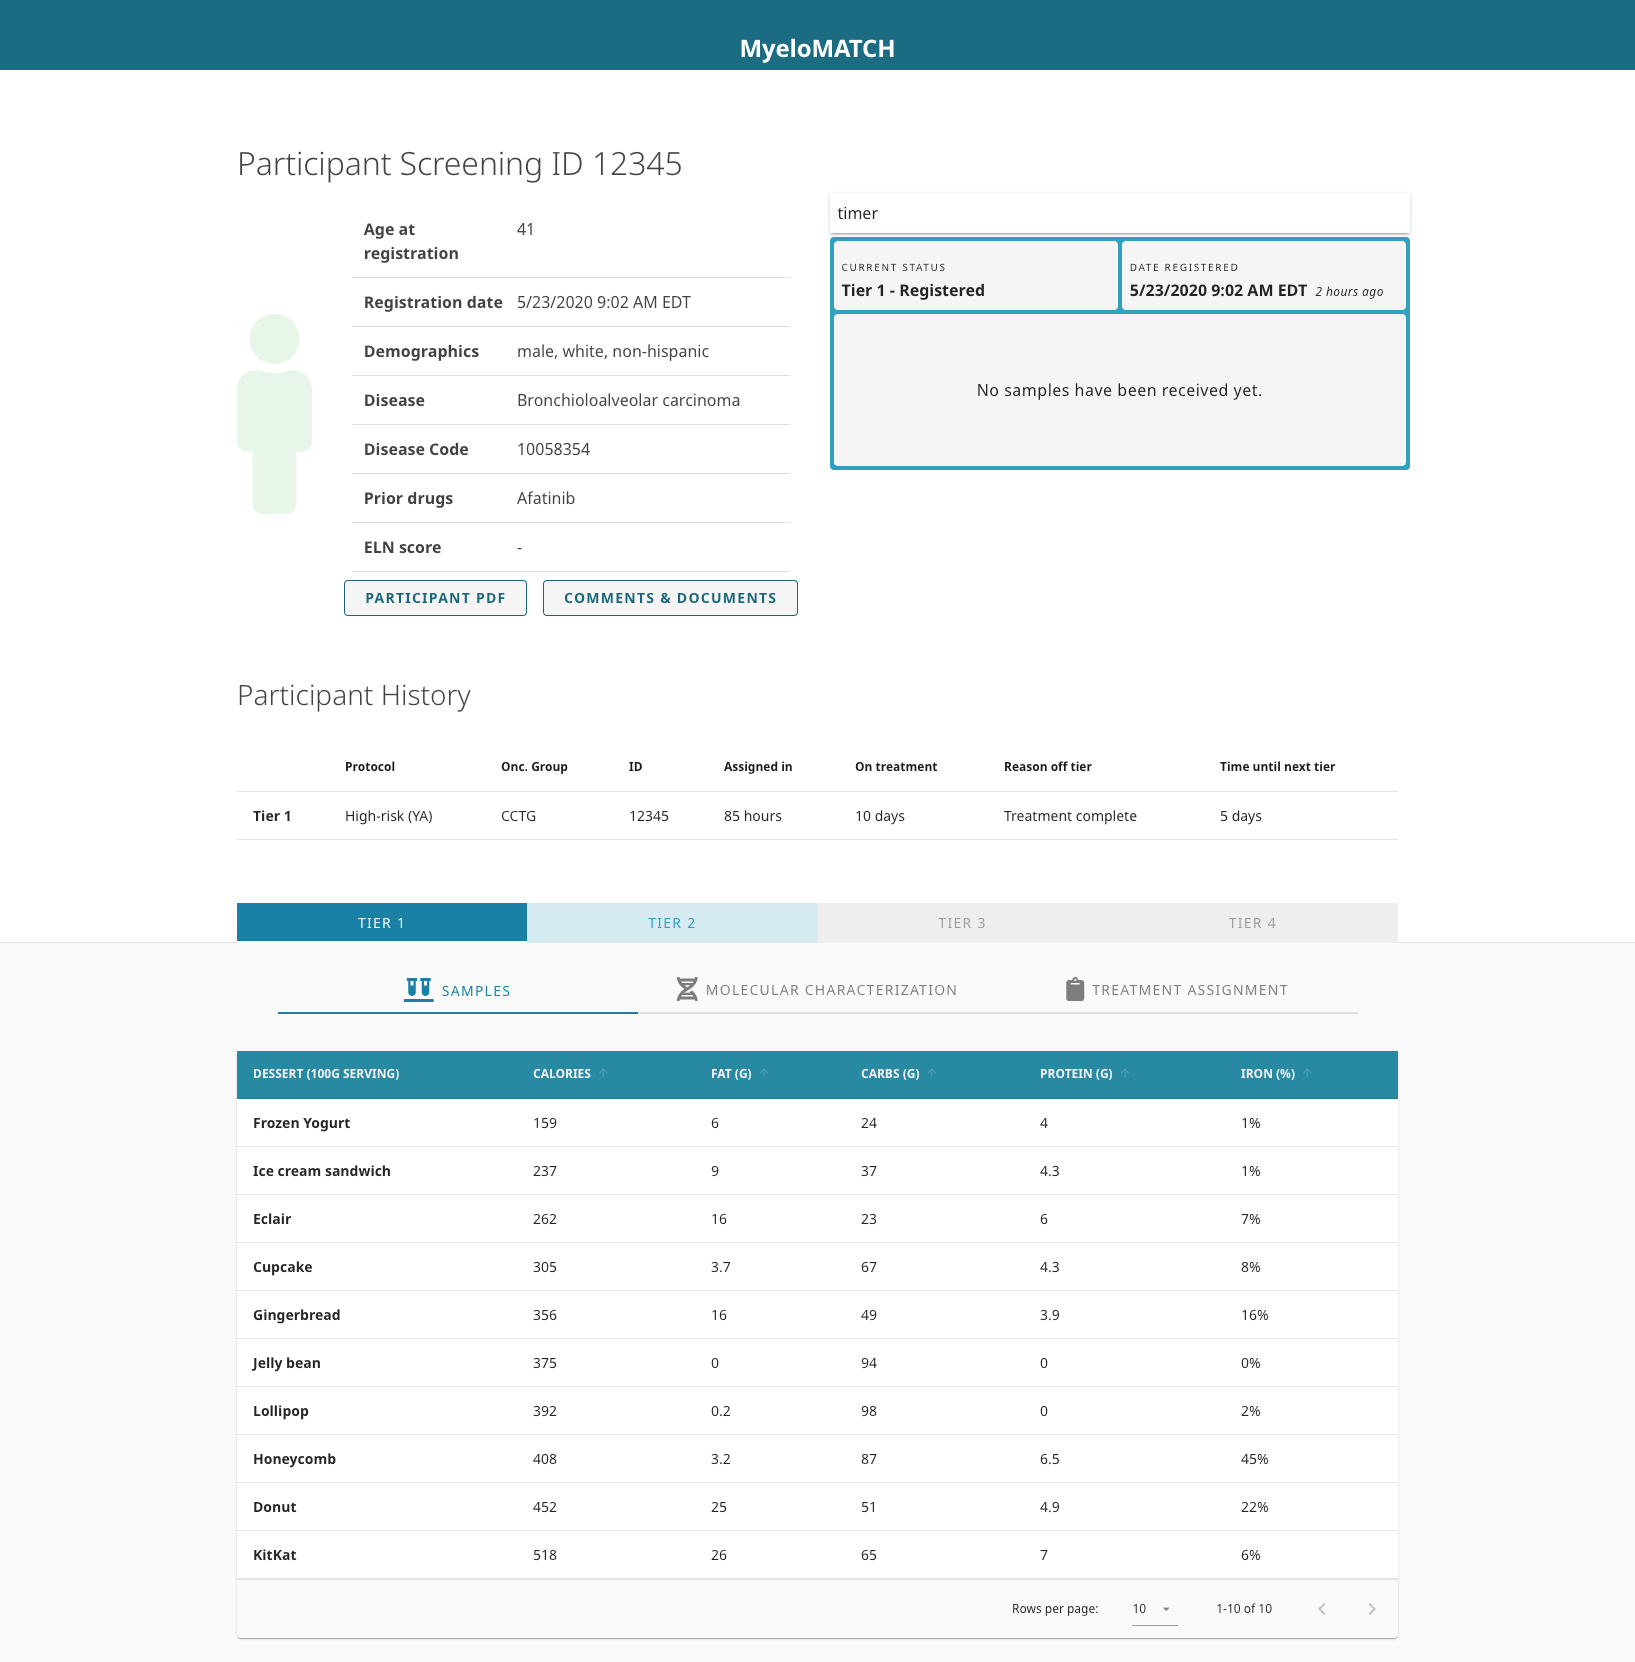 MyeloMATCH
Participant Screening ID 12345
Age at
registration
41
Registration date 5/23/2020 9:02 AM EDT
Demographics male, white, non-hispanic
Disease Bronchioloalveolar carcinoma
Disease Code 10058354
Prior drugs Afatinib
ELN score -
PARTICIPANT PDF COMMENTS & DOCUMENTS
timer
CURRENT STATUS
Tier 1 - Registered
DATE REGISTERED
5/23/2020 9:02 AM EDT 2 hours ago
No samples have been received yet.
Participant History
Protocol Onc. Group ID Assigned in On treatment Reason off tier Time until next tier
Tier 1 High-risk (YA) CCTG 12345 85 hours 10 days Treatment complete 5 days
TIER 1 TIER 2 TIER 3 TIER 4
SAMPLES MOLECULAR CHARACTERIZATION TREATMENT ASSIGNMENT
DESSERT (100G SERVING) CALORIES FAT (G) CARBS (G) PROTEIN (G) IRON (%)
Frozen Yogurt 159 6 24 4 1%
Ice cream sandwich 237 9 37 4.3 1%
Eclair 262 16 23 6 7%
Cupcake 305 3.7 67 4.3 8%
Gingerbread 356 16 49 3.9 16%
Jelly bean 375 0 94 0 0%
Lollipop 392 0.2 98 0 2%
Honeycomb 408 3.2 87 6.5 45%
Donut 452 25 51 4.9 22%
KitKat 518 26 65 7 6%
Rows per page: 10 1-10 of 10